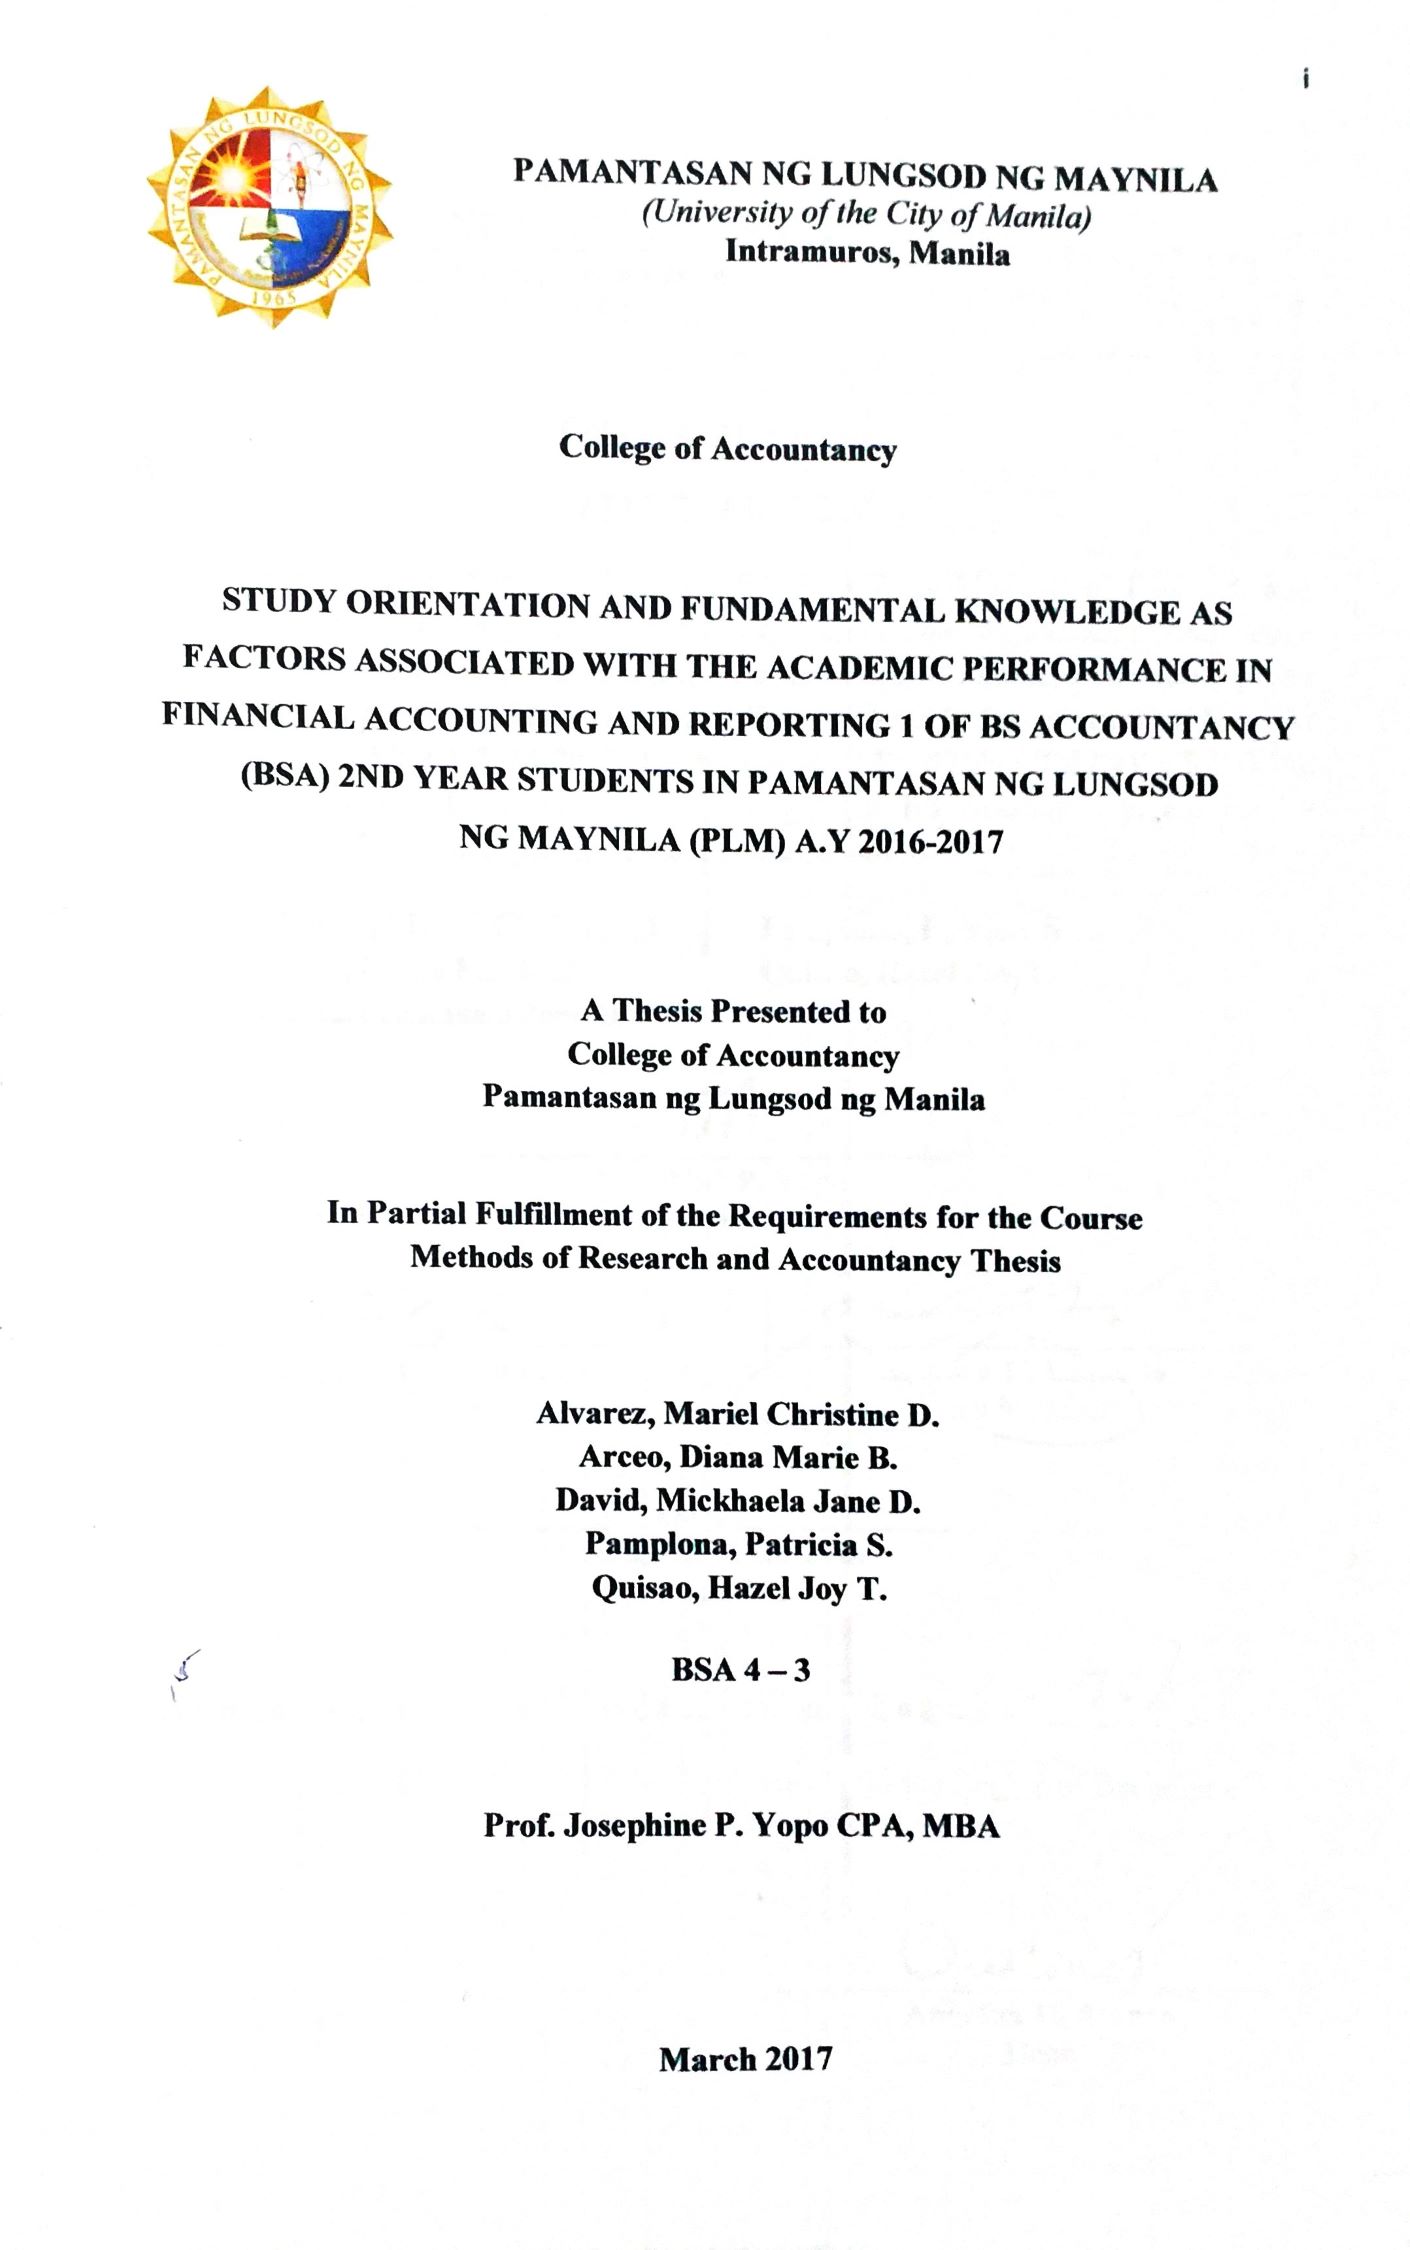 i
PAMANTASAN NG LUNGSOD NG MAYNILA
1965
PAMANTASAN NG LUNGSOD NG MAYNILA
(University of the City of Manila)
Intramuros, Manila
College of Accountancy
STUDY ORIENTATION AND FUNDAMENTAL KNOWLEDGE AS
FACTORS ASSOCIATED WITH THE ACADEMIC PERFORMANCE IN
FINANCIAL ACCOUNTING AND REPORTING 1 OF BS ACCOUNTANCY
(BSA) 2ND YEAR STUDENTS IN PAMANTASAN NG LUNGSOD
NG MAYNILA (PLM) A.Y 2016-2017
A Thesis Presented to
College of Accountancy
Pamantasan ng Lungsod ng Manila
In Partial Fulfillment of the Requirements for the Course
Methods of Research and Accountancy Thesis
Alvarez, Mariel Christine D.
Arceo, Diana Marie B.
David, Mickhaela Jane D.
Pamplona, Patricia S.
Quisao, Hazel Joy T.
BSA 4 – 3
Prof. Josephine P. Yopo CPA, MBA
March 2017